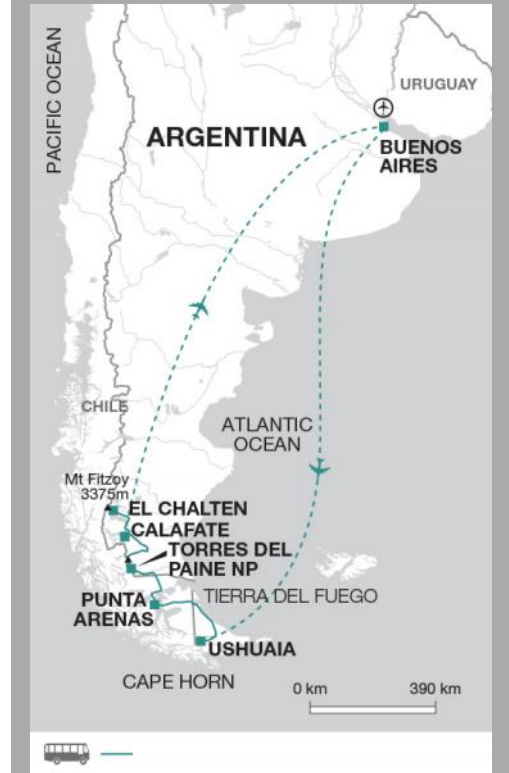 PACIFIC OCEAN
URUGUAY
ARGENTINA
BUENOS
AIRES
CHILE
ATLANTIC
OCEAN
Mt Fitzoy
3375m
EL CHALTEN
CALAFATE
TORRES DEL
PAINE NP
PUNTA
ARENAS
TIERRA DEL FUEGO
USHUAIA
CAPE HORN
0 km
390 km